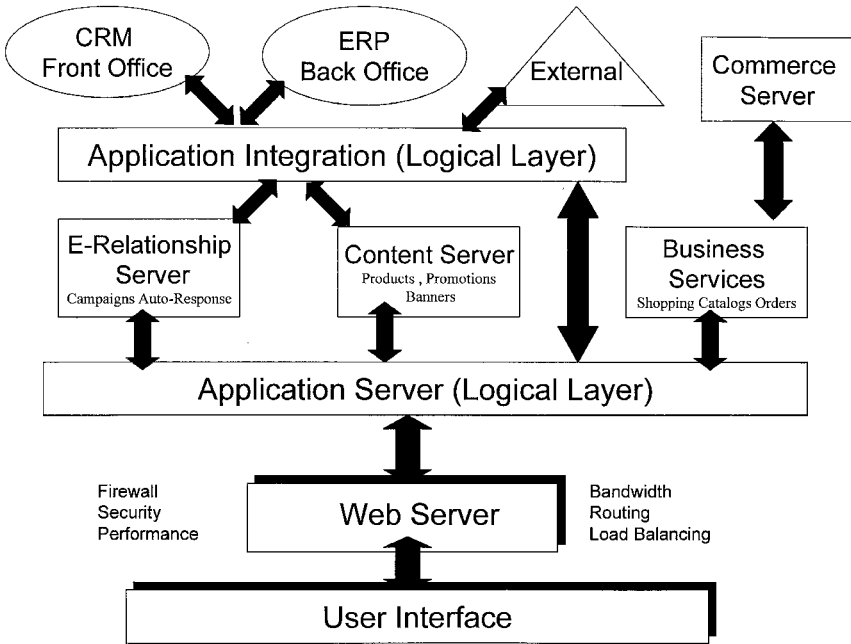 CRM
Front Office
ERP
Back Office
External
Commerce
Server
Application Integration (Logical Layer)
E-Relationship
Server
Campaigns Auto-Response
Content Server
Products , Promotions
Banners
Business
Services
Shopping Catalogs Orders
Application Server (Logical Layer)
Firewall
Security
Performance
Web Server
Bandwidth
Routing
Load Balancing
User Interface